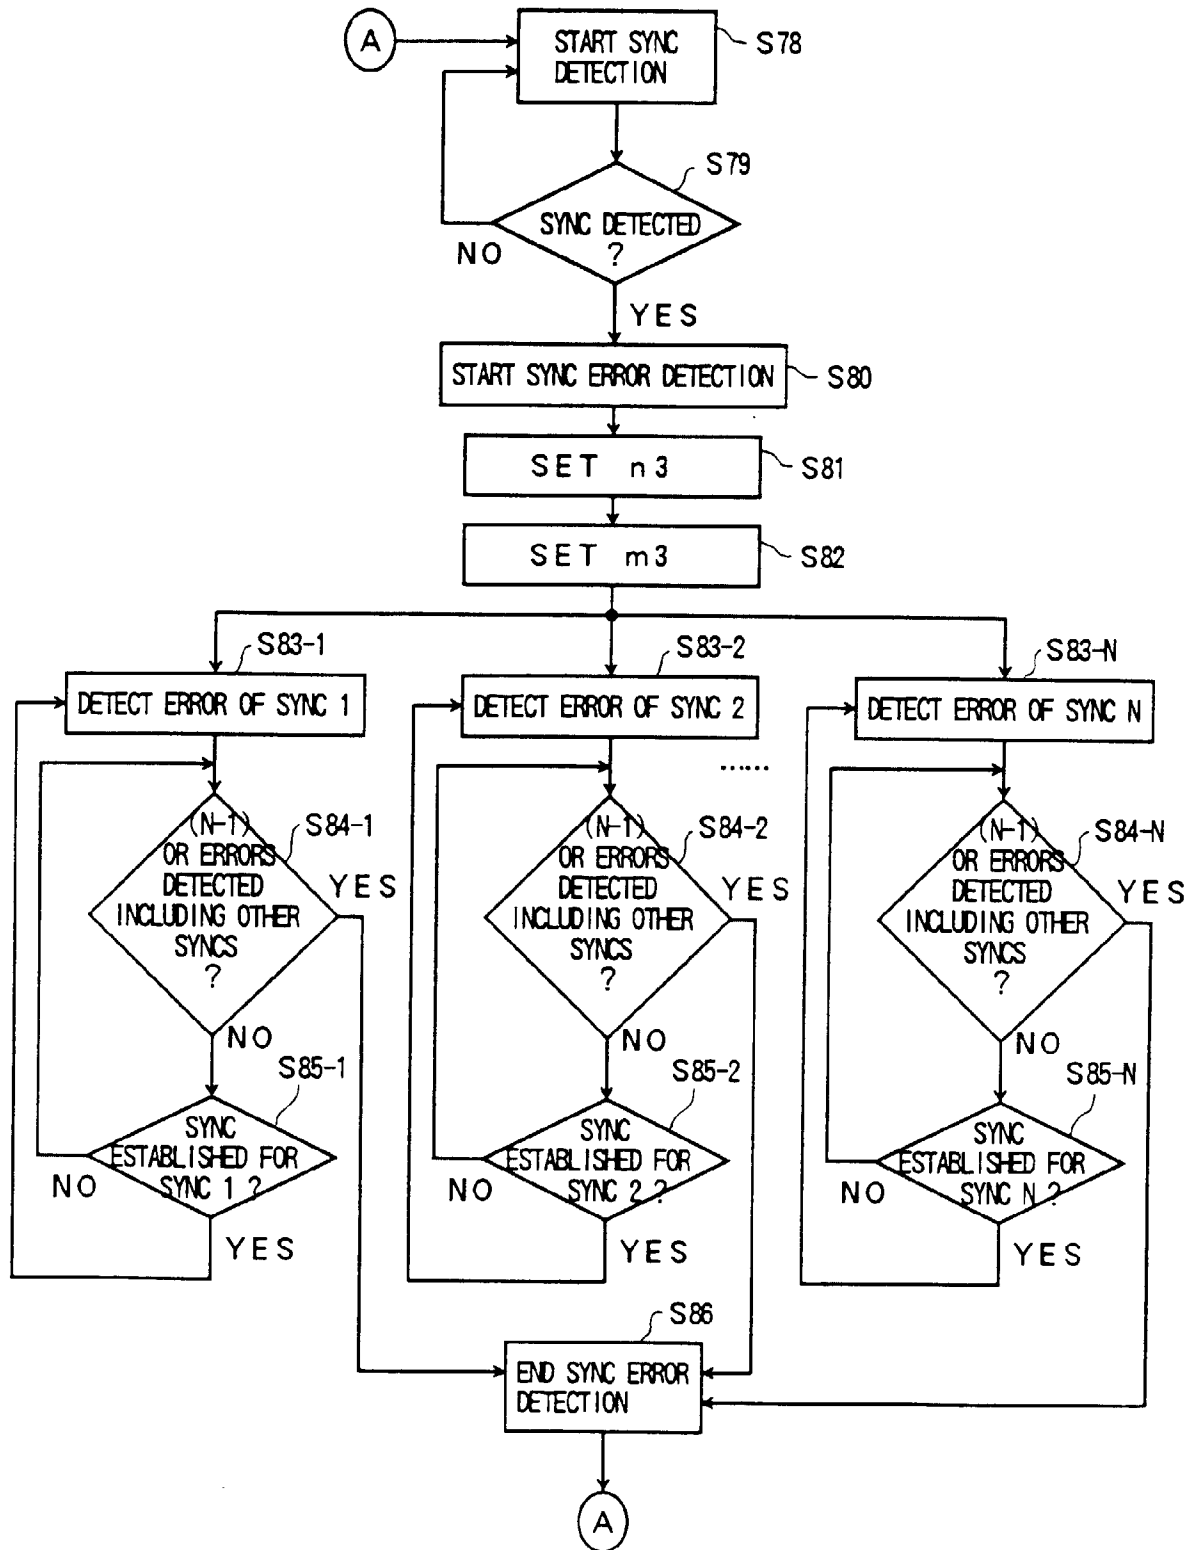 A
START SYNC
DETECTION
S78
S79
SYNC DETECTED
?
NO
YES
START SYNC ERROR DETECTION
S80
SET n3
S81
SET m3
S82
S83-1
S83-2
S83-N
DETECT ERROR OF SYNC 1
DETECT ERROR OF SYNC 2
DETECT ERROR OF SYNC N
......
(N-1)
OR ERRORS
DETECTED
INCLUDING OTHER
SYNCS
?
S84-1
YES
NO
(N-1)
OR ERRORS
DETECTED
INCLUDING OTHER
SYNCS
?
S84-2
YES
NO
(N-1)
OR ERRORS
DETECTED
INCLUDING OTHER
SYNCS
?
S84-N
YES
NO
S85-1
SYNC
ESTABLISHED FOR
SYNC 1 ?
NO
YES
S85-2
SYNC
ESTABLISHED FOR
SYNC 2 ?
NO
YES
S85-N
SYNC
ESTABLISHED FOR
SYNC N ?
NO
YES
S86
END SYNC ERROR
DETECTION
A